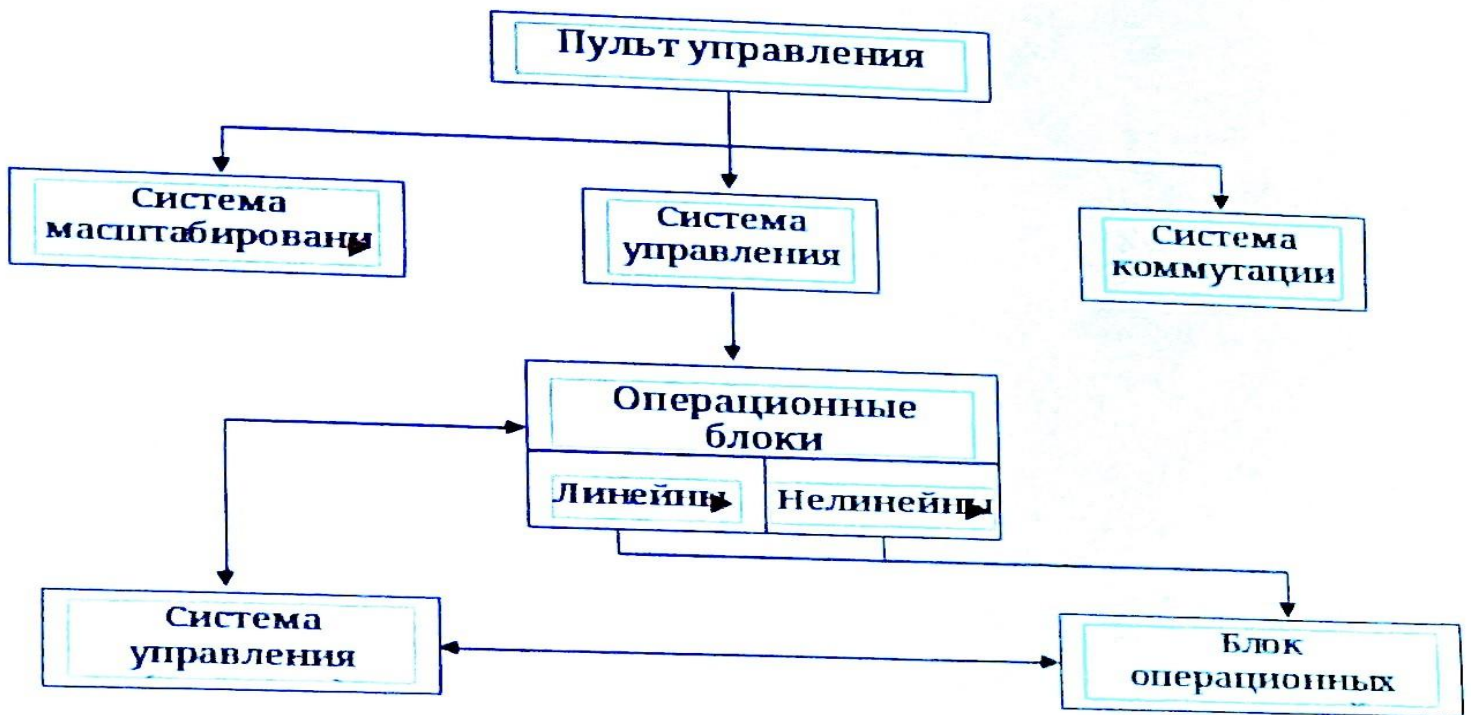 Пульт управления
Система
масштабировани
Система
управления
Система
коммутации
Операционные
блоки
Линейны
Нелинейны
Система
управления
Блок
операционных